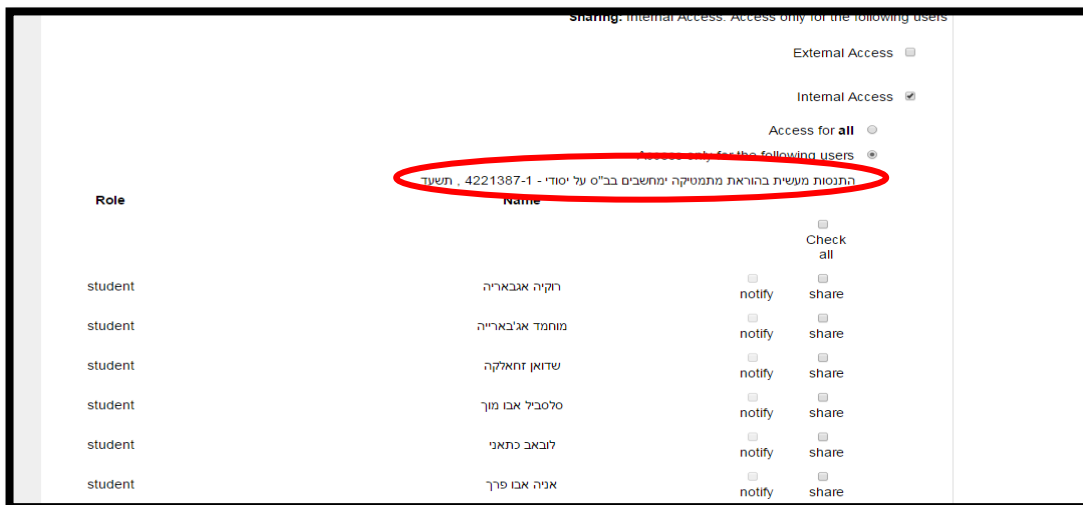 Sharing: Internal Access. Access only for the following users
External Access
Internal Access
Access for all
Access only for the following users
התנסות מעשית בהוראת מתמטיקה ימחשבים בב"ס על יסודי - 4221387-1 , תשעד
Role Name
Check all
student רוקיה אגבאריה notify share
student מוחמד אג'בארייה notify share
student שדואן זחאלקה notify share
student סלסביל אבו מוך notify share
student לובאב כתאני notify share
student אניה אבו פרך notify share